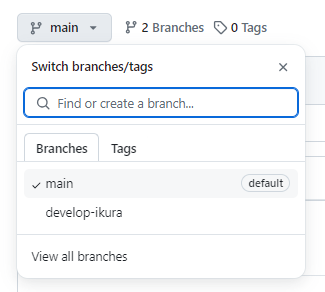 main 2 Branches 0 Tags
Switch branches/tags
Find or create a branch...
Branches Tags
main default
develop-ikura
View all branches